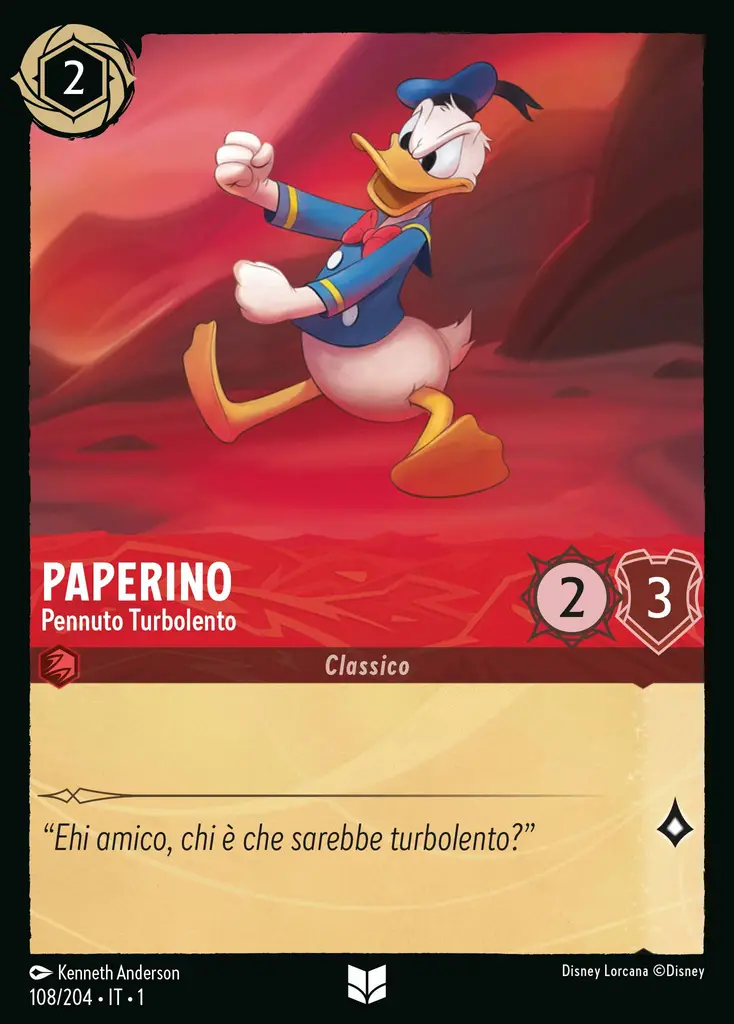 2
PAPERINO
Pennuto Turbolento
2
3
Classico
“Ehi amico, chi è che sarebbe turbolento?”
Kenneth Anderson
Disney Lorcana ©Disney
108/204 • IT • 1